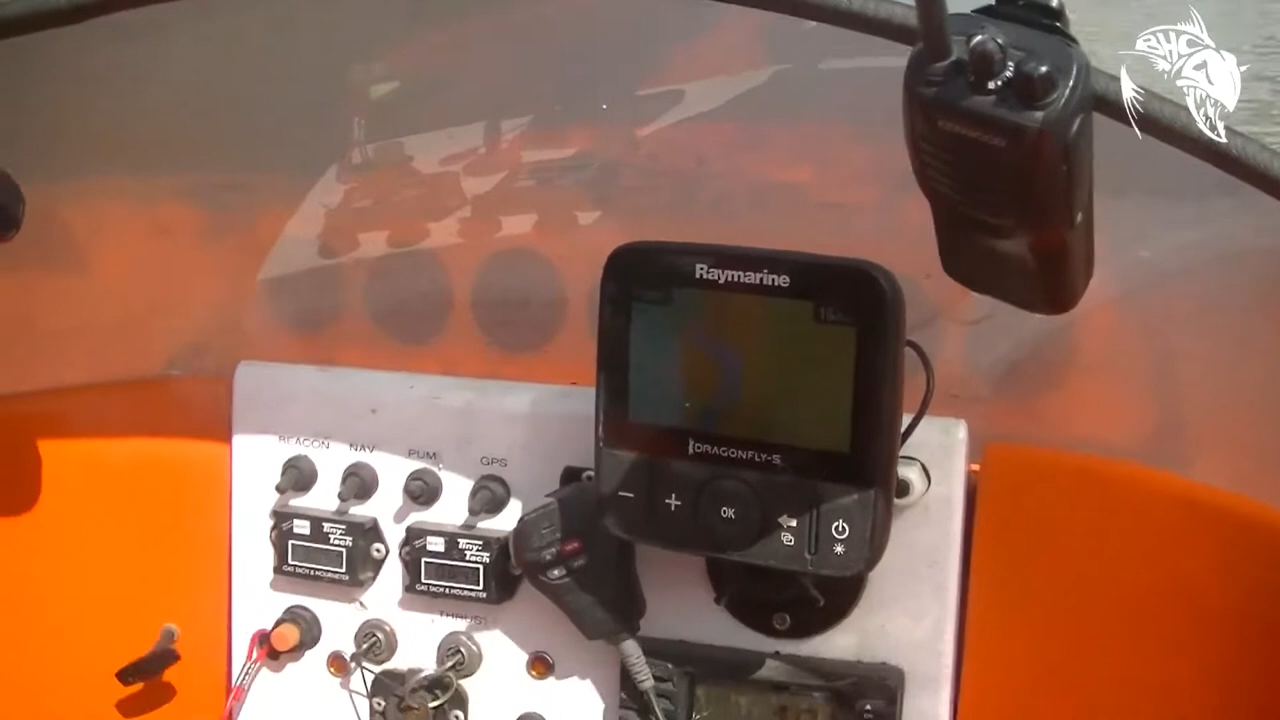 BHC
KENWOOD
Raymarine
DRAGONFLY-5
BEACON
NAV
PUM
GPS
Tiny-Tach
GAS TACH & HOURMETER
Tiny-Tach
GAS TACH & HOURMETER
OK
THRUST